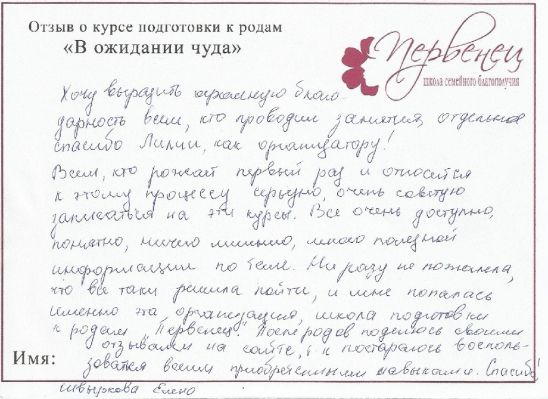 Отзыв о курсе подготовки к родам
«В ожидании чуда»
Первенец
школа семейного благополучия
Хочу выразить огромную благо-
дарность всем, кто проводил занятия, отдельное
спасибо Лилии, как организатору!
Всем, кто рожает первый раз и относится
к этому процессу серьезно, очень советую
записаться на эти курсы. Все очень доступно,
понятно, ничего лишнего, много полезной
информации по теме. Ни разу не пожалела,
что все таки решила пойти, и мне попалась
именно эта организация, школа подготовки
к родам "Первенец". После родов поделюсь своими
отзывами на сайте, и постараюсь восполь-
зоваться всеми приобретенными навыками. Спасибо!
Имя:
Швыркова Елена